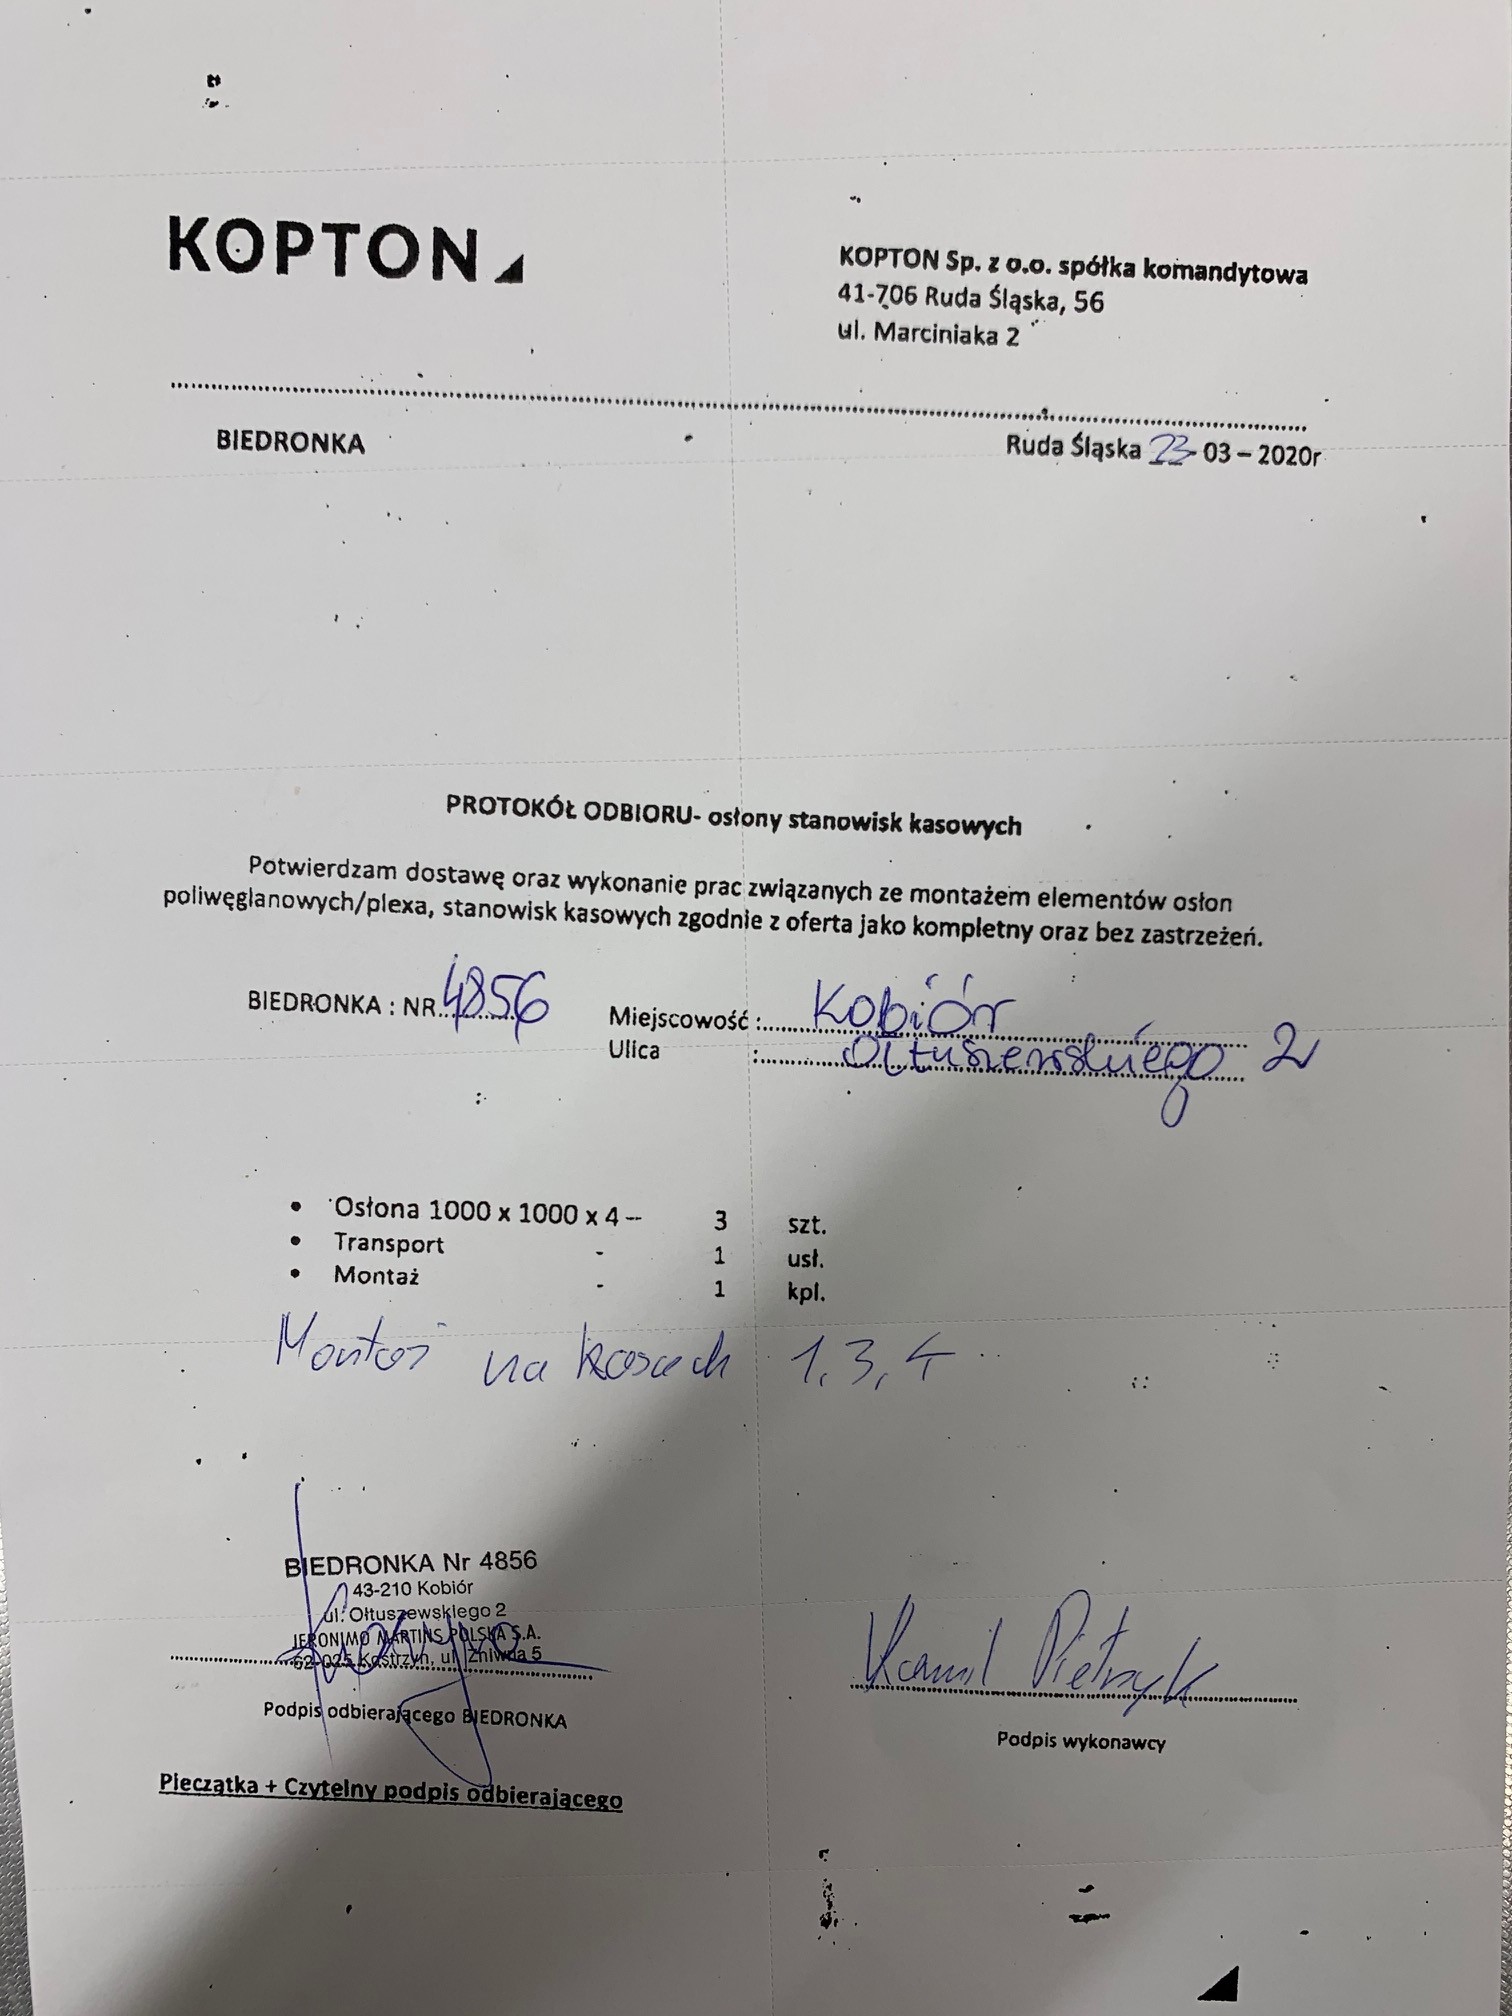 KOPTON
KOPTON Sp. z o.o. spółka komandytowa
41-706 Ruda Śląska, 56
ul. Marciniaka 2
BIEDRONKA
Ruda Śląska 23 03 – 2020r
PROTOKÓŁ ODBIORU- osłony stanowisk kasowych
Potwierdzam dostawę oraz wykonanie prac związanych ze montażem elementów osłon
poliwęglanowych/plexa, stanowisk kasowych zgodnie z oferta jako kompletny oraz bez zastrzeżeń.
BIEDRONKA : NR 4856
Miejscowość : Kobiór
Ulica : Ołtuszewskiego 2
• Osłona 1000 x 1000 x 4 -- 3 szt.
• Transport - 1 usł.
• Montaż - 1 kpl.
Montaż na kasach 1, 3, 4
BIEDRONKA Nr 4856
43-210 Kobiór
ul. Ołtuszewskiego 2
JERONIMO MARTINS POLSKA S.A.
62-025 Kostrzyn, ul. Żniwna 5
Podpis odbierającego BIEDRONKA
Pieczątka + Czytelny podpis odbierającego
Kamil Pietrzyk
Podpis wykonawcy